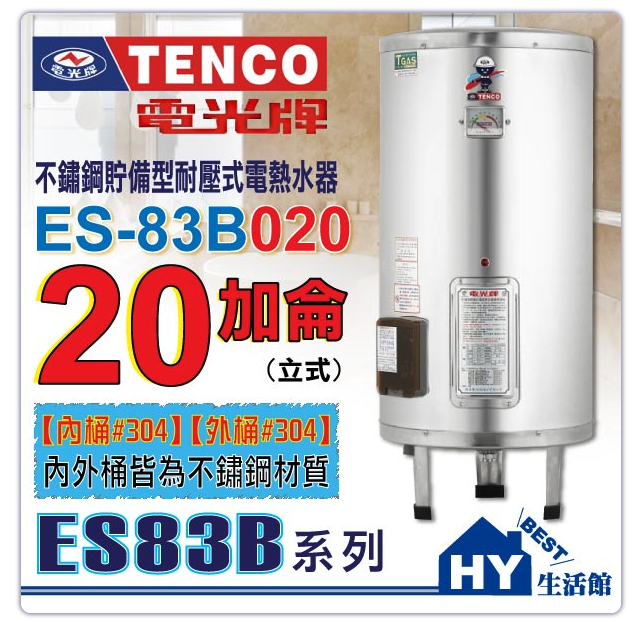 電光牌
TENCO
電光牌
不鏽鋼貯備型耐壓式電熱水器
ES-83B020
20加侖
(立式)
【內桶#304】【外桶#304】
內外桶皆為不鏽鋼材質
ES83B系列
TGAS
TENCO
電光牌
BEST
HY生活館